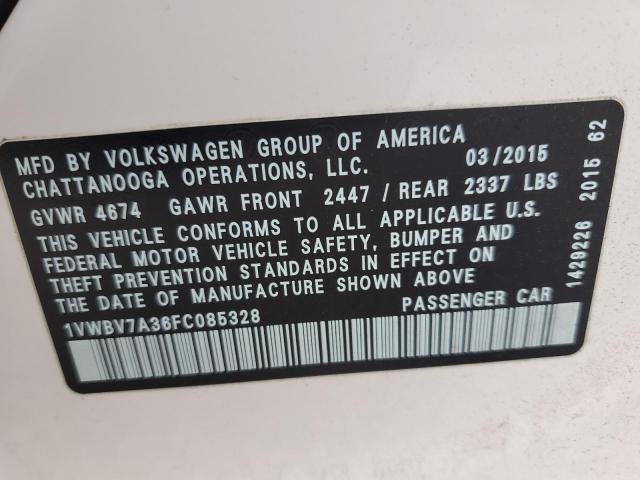 MFD BY VOLKSWAGEN GROUP OF AMERICA
CHATTANOOGA OPERATIONS, LLC. 03/2015
GVWR 4674 GAWR FRONT 2447 / REAR 2337 LBS
THIS VEHICLE CONFORMS TO ALL APPLICABLE U.S.
FEDERAL MOTOR VEHICLE SAFETY, BUMPER AND
THEFT PREVENTION STANDARDS IN EFFECT ON
THE DATE OF MANUFACTURE SHOWN ABOVE
1VWBV7A36FC085328 PASSENGER CAR
1429226 2015 62